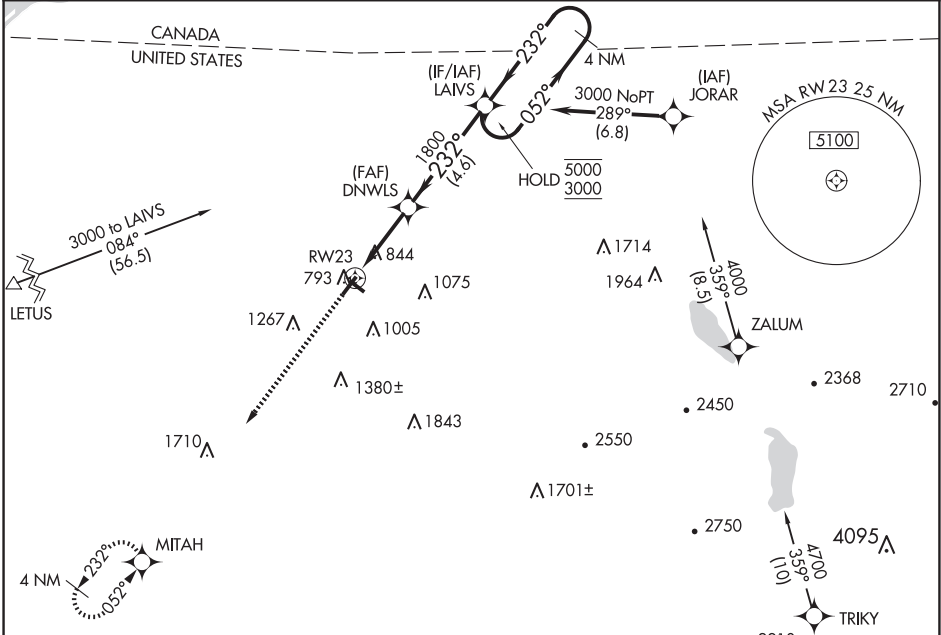 CANADA
UNITED STATES
232°
4 NM
(IF/IAF)
LAIVS
052°
3000 NoPT
289°
(6.8)
(IAF)
JORAR
MSA RW 23 25 NM
5100
1800
232°
(4.6)
HOLD
5000
3000
(FAF)
DNWLS
3000 to LAIVS
084°
(56.5)
LETUS
RW23
793
844
1075
1714
1964
4000
359°
(8.5)
ZALUM
1267
1005
1380±
1843
2368
2710
2450
2550
1710
1701±
2750
4095
MITAH
232°
052°
4 NM
4700
359°
(10)
TRIKY